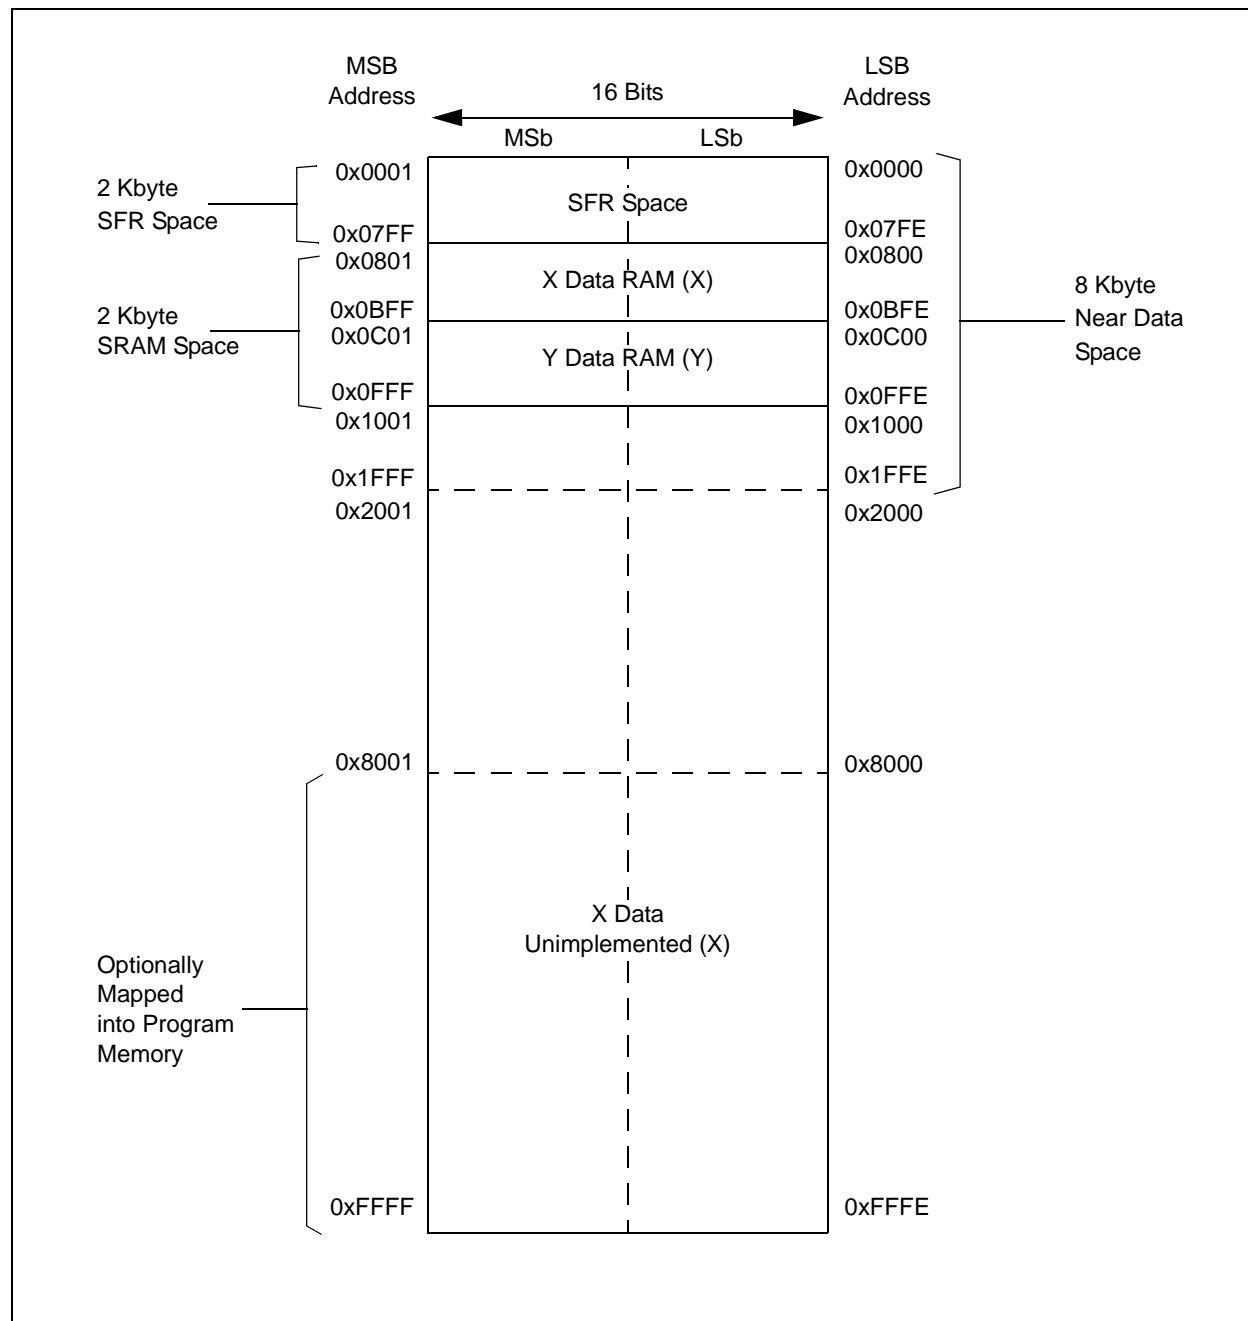 MSB
Address
LSB
Address
16 Bits
MSb
LSb
2 Kbyte
SFR Space
0x0001
0x07FF
SFR Space
0x0000
0x07FE
2 Kbyte
SRAM Space
0x0801
0x0BFF
X Data RAM (X)
0x0800
0x0BFE
0x0C01
0x0FFF
Y Data RAM (Y)
0x0C00
0x0FFE
8 Kbyte
Near Data
Space
0x1001
0x1FFF
0x1000
0x1FFE
0x2001
0x2000
0x8001
0x8000
X Data
Unimplemented (X)
Optionally
Mapped
into Program
Memory
0xFFFF
0xFFFE